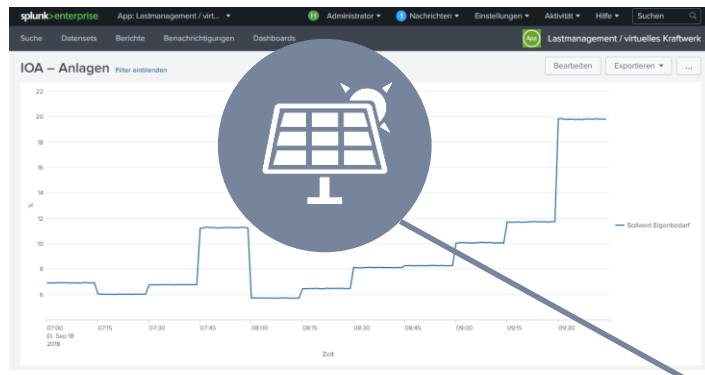 splunk>enterprise App: Lastmanagement / virt... H Administrator 1 Nachrichten Einstellungen Aktivität Hilfe Suchen
Suche Datensets Berichte Benachrichtigungen Dashboards App Lastmanagement / virtuelles Kraftwerk
IOA – Anlagen Filter einblenden Bearbeiten Exportieren ...
22
20
18
16
14
%
12
Sollwert Eigenbedarf
10
8
6
07:00 07:15 07:30 07:45 08:00 08:15 08:30 08:45 09:00 09:15 09:30
Di. Sep 18
2018
Zeit